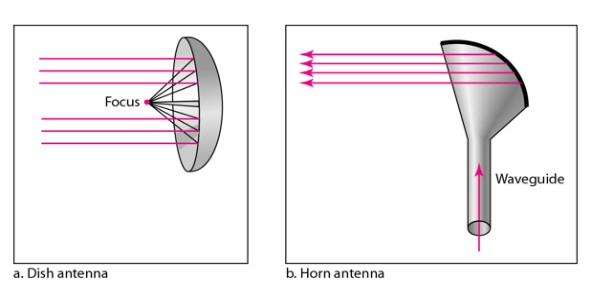 Focus
Waveguide
a. Dish antenna
b. Horn antenna